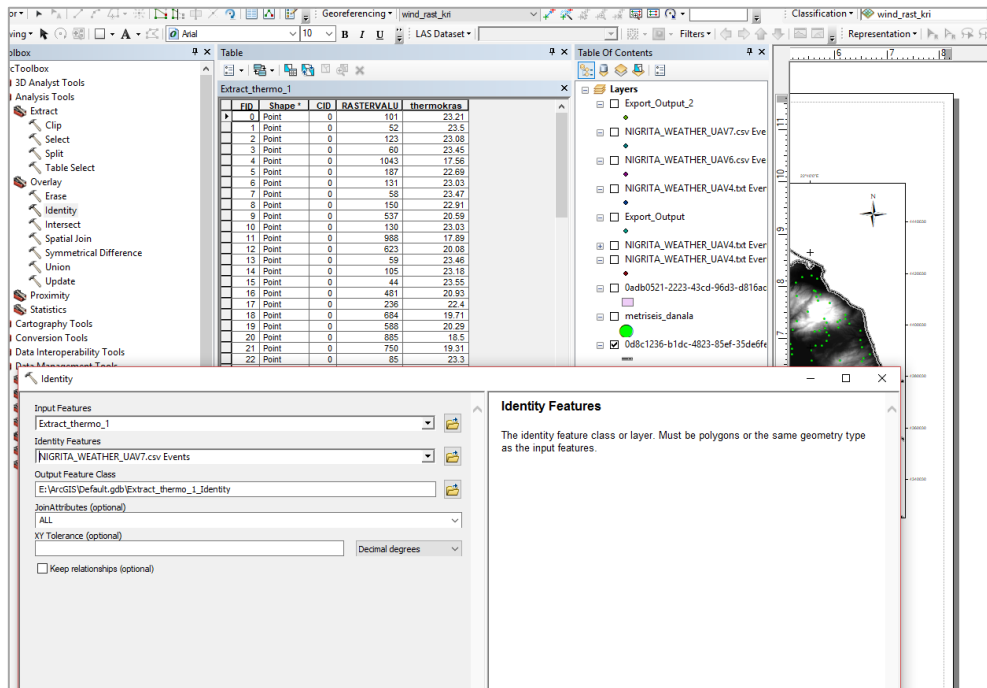 or ▾ Georeferencing ▾ wind_rast_kri Classification ▾ wind_rast_kri
ving ▾ A ▾ Arial 10 B I U LAS Dataset ▾ Filters ▾ Representation ▾
olbox
cToolbox
3D Analyst Tools
Analysis Tools
Extract
Clip
Select
Split
Table Select
Overlay
Erase
Identity
Intersect
Spatial Join
Symmetrical Difference
Union
Update
Proximity
Statistics
Cartography Tools
Conversion Tools
Data Interoperability Tools
Data Management Tools
Table
Extract_thermo_1
FID Shape * CID RASTERVALU thermokras
0 Point 0 101 23.21
1 Point 0 52 23.5
2 Point 0 123 23.08
3 Point 0 60 23.45
4 Point 0 1043 17.56
5 Point 0 187 22.69
6 Point 0 131 23.03
7 Point 0 58 23.47
8 Point 0 150 22.91
9 Point 0 537 20.59
10 Point 0 130 23.03
11 Point 0 988 17.89
12 Point 0 623 20.08
13 Point 0 59 23.46
14 Point 0 105 23.18
15 Point 0 44 23.55
16 Point 0 481 20.93
17 Point 0 236 22.4
18 Point 0 684 19.71
19 Point 0 588 20.29
20 Point 0 885 18.5
21 Point 0 750 19.31
22 Point 0 85 23.3
Table Of Contents
Layers
Export_Output_2
NIGRITA_WEATHER_UAV7.csv Eve
NIGRITA_WEATHER_UAV6.csv Eve
NIGRITA_WEATHER_UAV4.txt Ever
Export_Output
NIGRITA_WEATHER_UAV4.txt Ever
NIGRITA_WEATHER_UAV4.txt Ever
0adb0521-2223-43cd-96d3-d816ac
metriseis_danala
0d8c1236-b1dc-4823-85ef-35de6fe
6 7 18
11
10
9
8
7
N
Identity
Input Features
Extract_thermo_1
Identity Features
NIGRITA_WEATHER_UAV7.csv Events
Output Feature Class
E:\ArcGIS\Default.gdb\Extract_thermo_1_Identity
JoinAttributes (optional)
ALL
XY Tolerance (optional)
Decimal degrees
Keep relationships (optional)
Identity Features
The identity feature class or layer. Must be polygons or the same geometry type
as the input features.